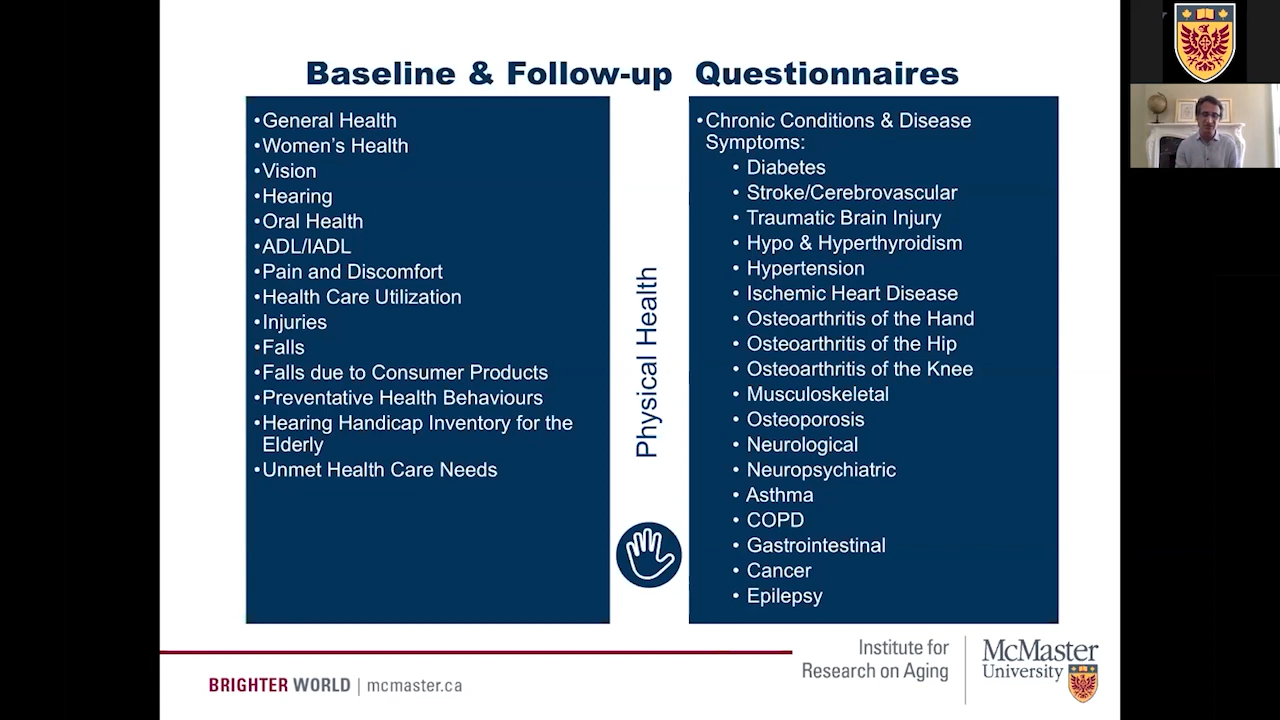 Baseline & Follow-up Questionnaires
•General Health
•Women's Health
•Vision
•Hearing
•Oral Health
•ADL/IADL
•Pain and Discomfort
•Health Care Utilization
•Injuries
•Falls
•Falls due to Consumer Products
•Preventative Health Behaviours
•Hearing Handicap Inventory for the
Elderly
•Unmet Health Care Needs
Physical Health
•Chronic Conditions & Disease
Symptoms:
• Diabetes
• Stroke/Cerebrovascular
• Traumatic Brain Injury
• Hypo & Hyperthyroidism
• Hypertension
• Ischemic Heart Disease
• Osteoarthritis of the Hand
• Osteoarthritis of the Hip
• Osteoarthritis of the Knee
• Musculoskeletal
• Osteoporosis
• Neurological
• Neuropsychiatric
• Asthma
• COPD
• Gastrointestinal
• Cancer
• Epilepsy
BRIGHTER WORLD | mcmaster.ca
Institute for
Research on Aging
McMaster
University